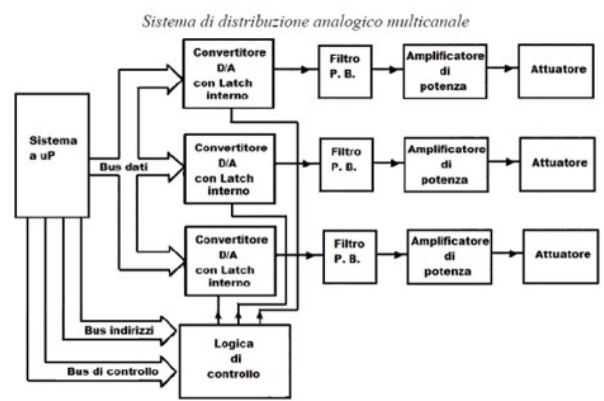 Sistema di distribuzione analogico multicanale
Convertitore
D/A
con Latch
interno
Filtro
P. B.
Amplificatore
di
potenza
Attuatore
Sistema
a uP
Bus dati
Convertitore
D/A
con Latch
interno
Filtro
P. B.
Amplificatore
di
potenza
Attuatore
Convertitore
D/A
con Latch
interno
Filtro
P. B.
Amplificatore
di
potenza
Attuatore
Bus indirizzi
Bus di controllo
Logica
di
controllo